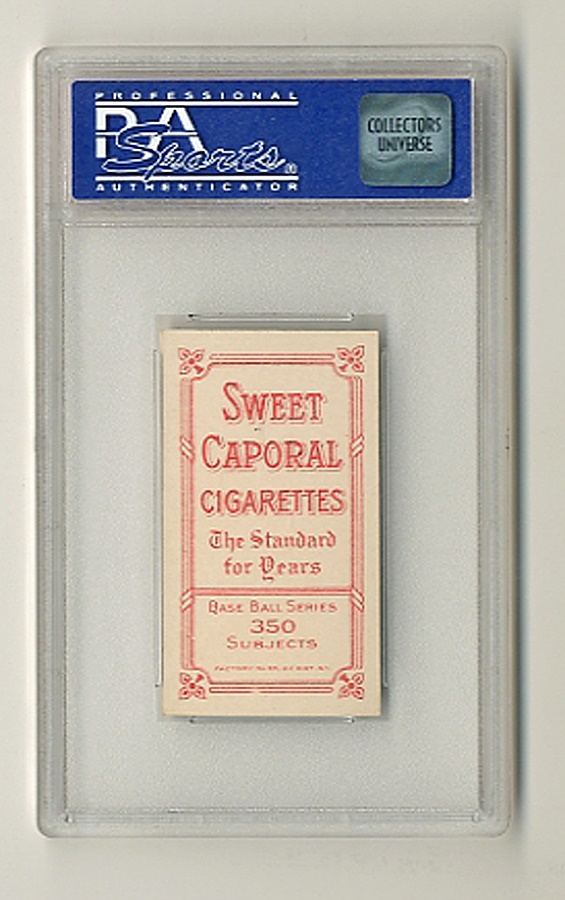 PROFESSIONAL
PSA
Sports®
AUTHENTICATOR
COLLECTORS
UNIVERSE
SWEET
CAPORAL
CIGARETTES
The Standard
for Years
BASE BALL SERIES
350
SUBJECTS